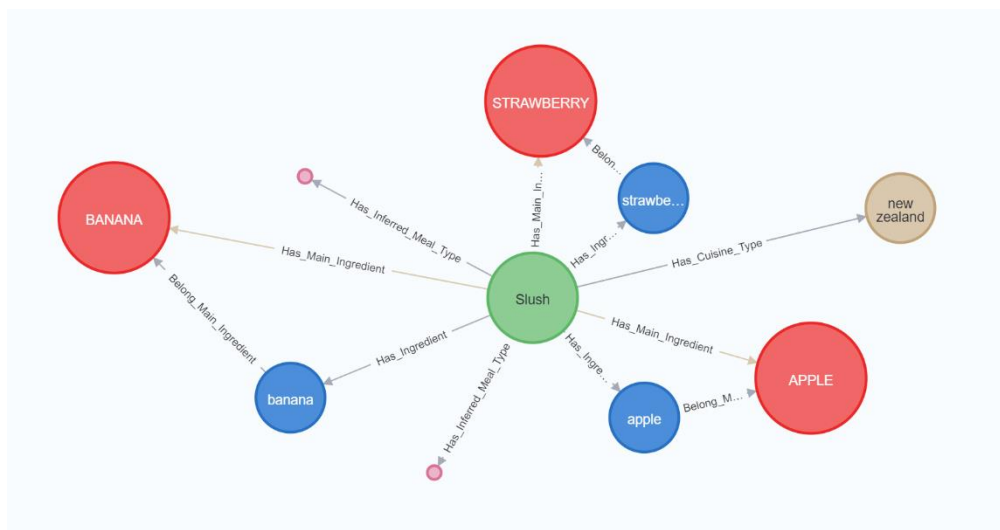 STRAWBERRY
Belon...
strawbe...
Has_Main_In...
new
zealand
BANANA
Has_Inferred_Meal_Type
Has_Main_Ingredient
Has_Ingr...
Has_Cuisine_Type
Slush
Belong_Main_Ingredient
Has_Ingredient
Has_Main_Ingredient
Has_Ingre...
APPLE
banana
Has_Inferred_Meal_Type
apple
Belong_M...